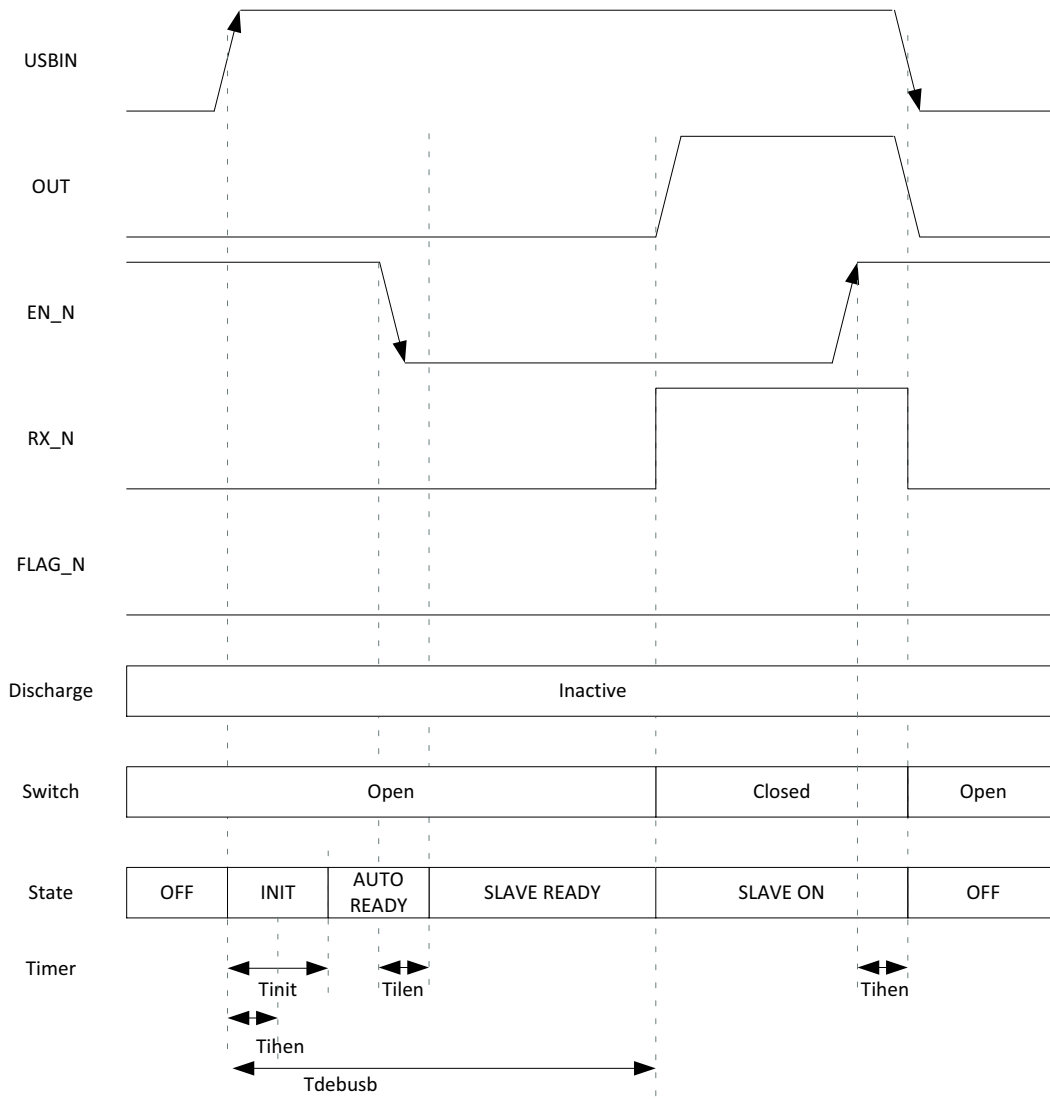 USBIN
OUT
EN_N
RX_N
FLAG_N
Discharge
Inactive
Switch
Open
Closed
Open
State
OFF
INIT
AUTO
READY
SLAVE READY
SLAVE ON
OFF
Timer
Tinit
Tilen
Tihen
Tihen
Tdebusb